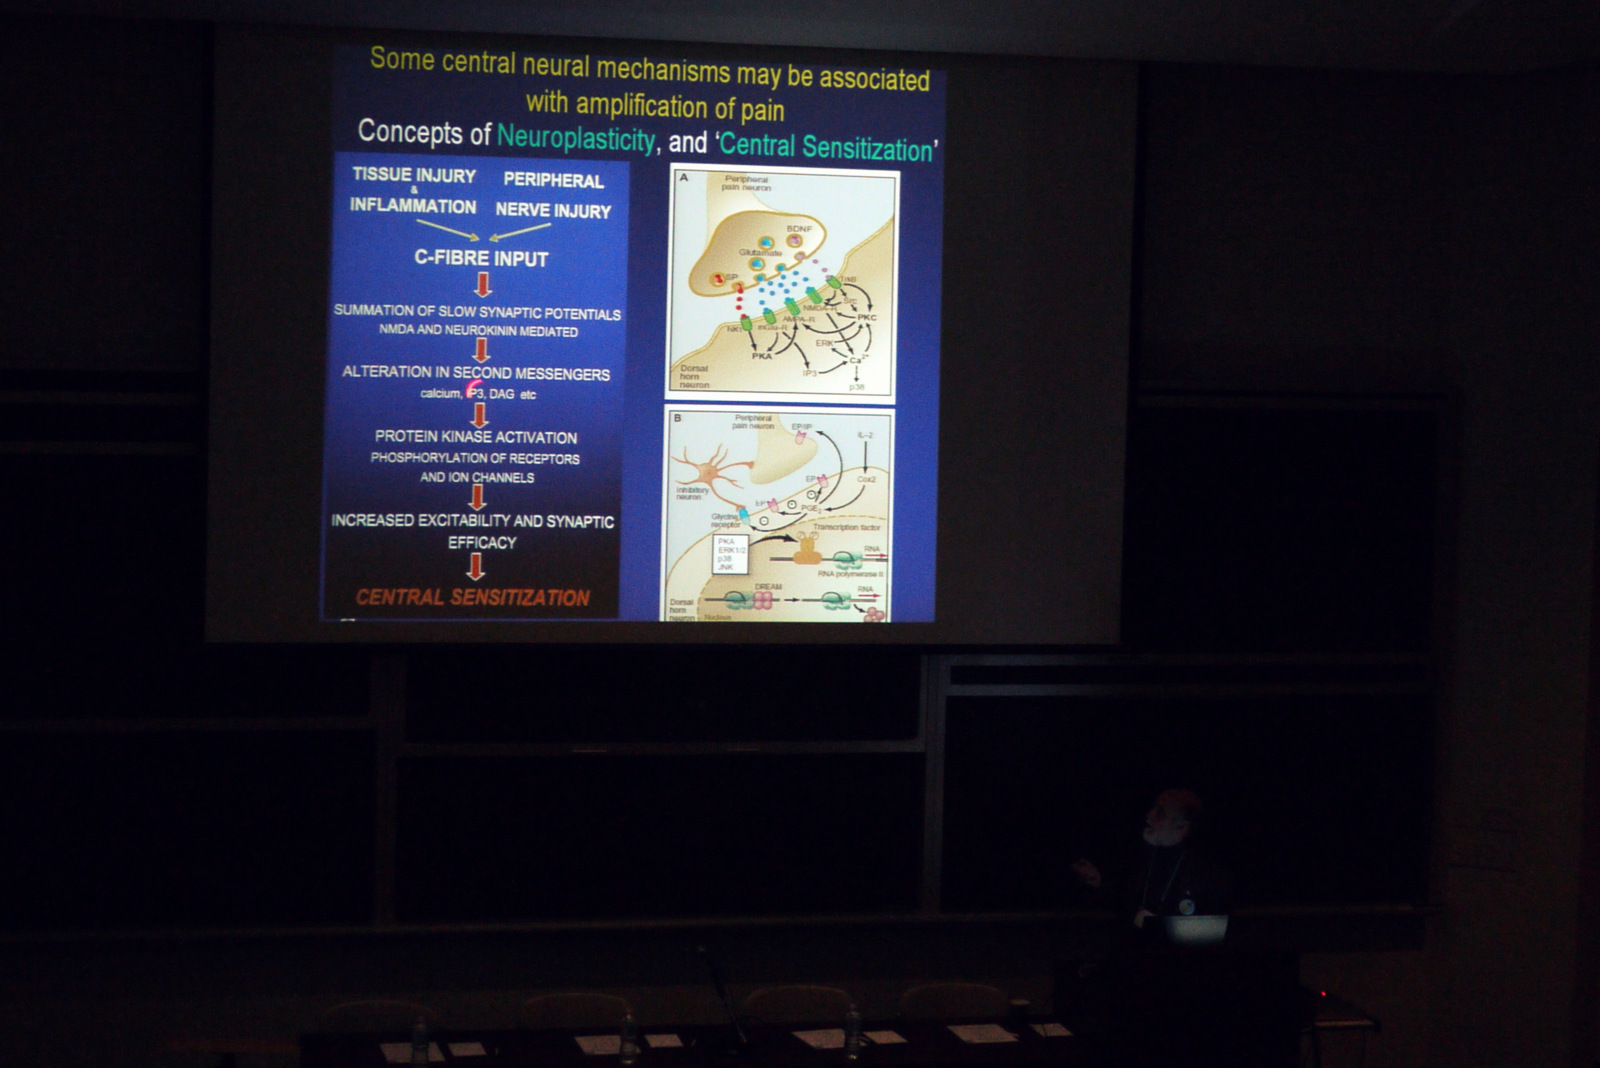 Some central neural mechanisms may be associated
with amplification of pain
Concepts of Neuroplasticity, and ‘Central Sensitization’
TISSUE INJURY
&
INFLAMMATION
PERIPHERAL
NERVE INJURY
C-FIBRE INPUT
SUMMATION OF SLOW SYNAPTIC POTENTIALS
NMDA AND NEUROKININ MEDIATED
ALTERATION IN SECOND MESSENGERS
calcium, IP3, DAG etc
PROTEIN KINASE ACTIVATION
PHOSPHORYLATION OF RECEPTORS
AND ION CHANNELS
INCREASED EXCITABILITY AND SYNAPTIC
EFFICACY
CENTRAL SENSITIZATION
A
Peripheral
pain neuron
BDNF
Glutamate
SP
TrkB
NMDA-R
Src
AMPA-R
PKC
NK1
mGlu-R
ERK
PKA
Ca2+
IP3
p38
Dorsal
horn
neuron
B
Peripheral
pain neuron
EP/IP
IL-2
Inhibitory
neuron
EP
Cox2
EP
PGE2
Glycine
receptor
Transcription factor
PKA
ERK1/2
p38
JNK
RNA
RNA polymerase II
DREAM
RNA
Dorsal
horn
neuron
Nucleus